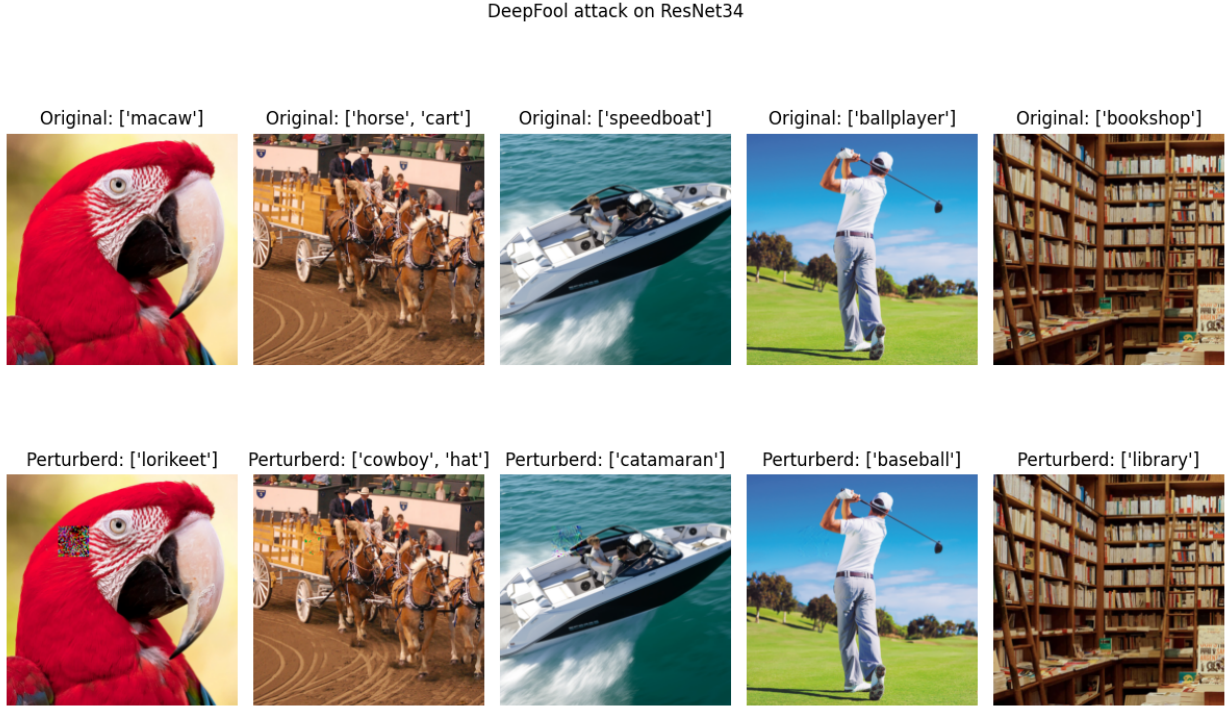 DeepFool attack on ResNet34
Original: ['macaw']
Original: ['horse', 'cart']
Original: ['speedboat']
Original: ['ballplayer']
Original: ['bookshop']
Perturberd: ['lorikeet']
Perturberd: ['cowboy', 'hat']
Perturberd: ['catamaran']
Perturberd: ['baseball']
Perturberd: ['library']